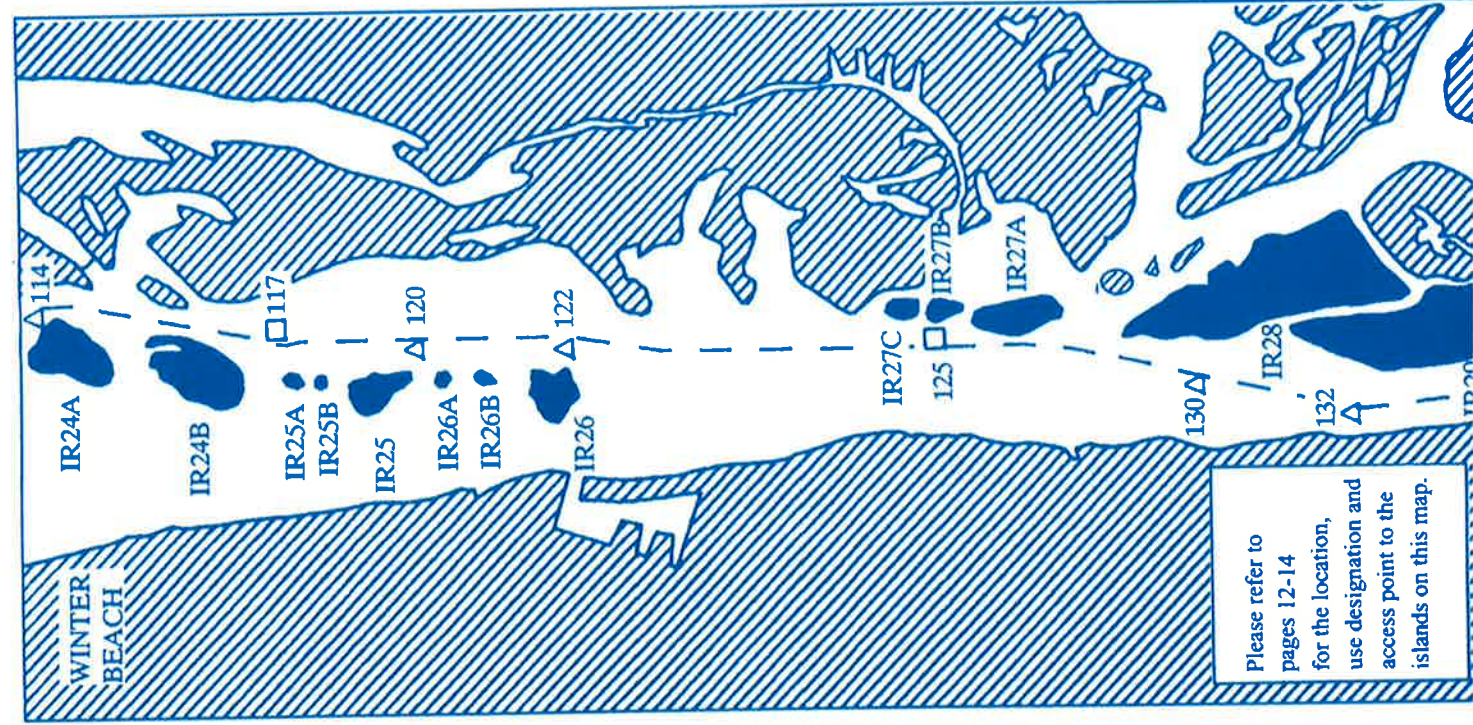 114
IR24A
117
IR24B
120
IR25A
IR25B
IR25
IR26A
122
IR26B
IR26
WINTER
BEACH
IR27C
IR27B
125
IR27A
130
IR28
132
Please refer to
pages 12-14
for the location,
use designation and
access point to the
islands on this map.